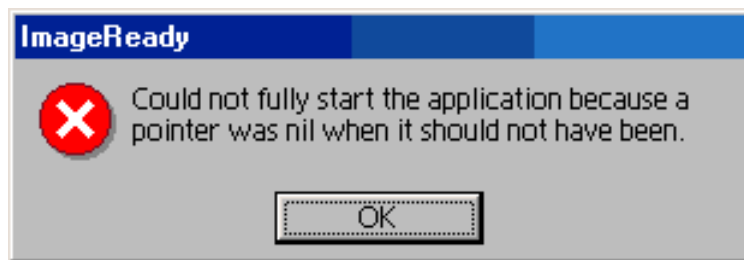 ImageReady
Could not fully start the application because a
pointer was nil when it should not have been.
OK